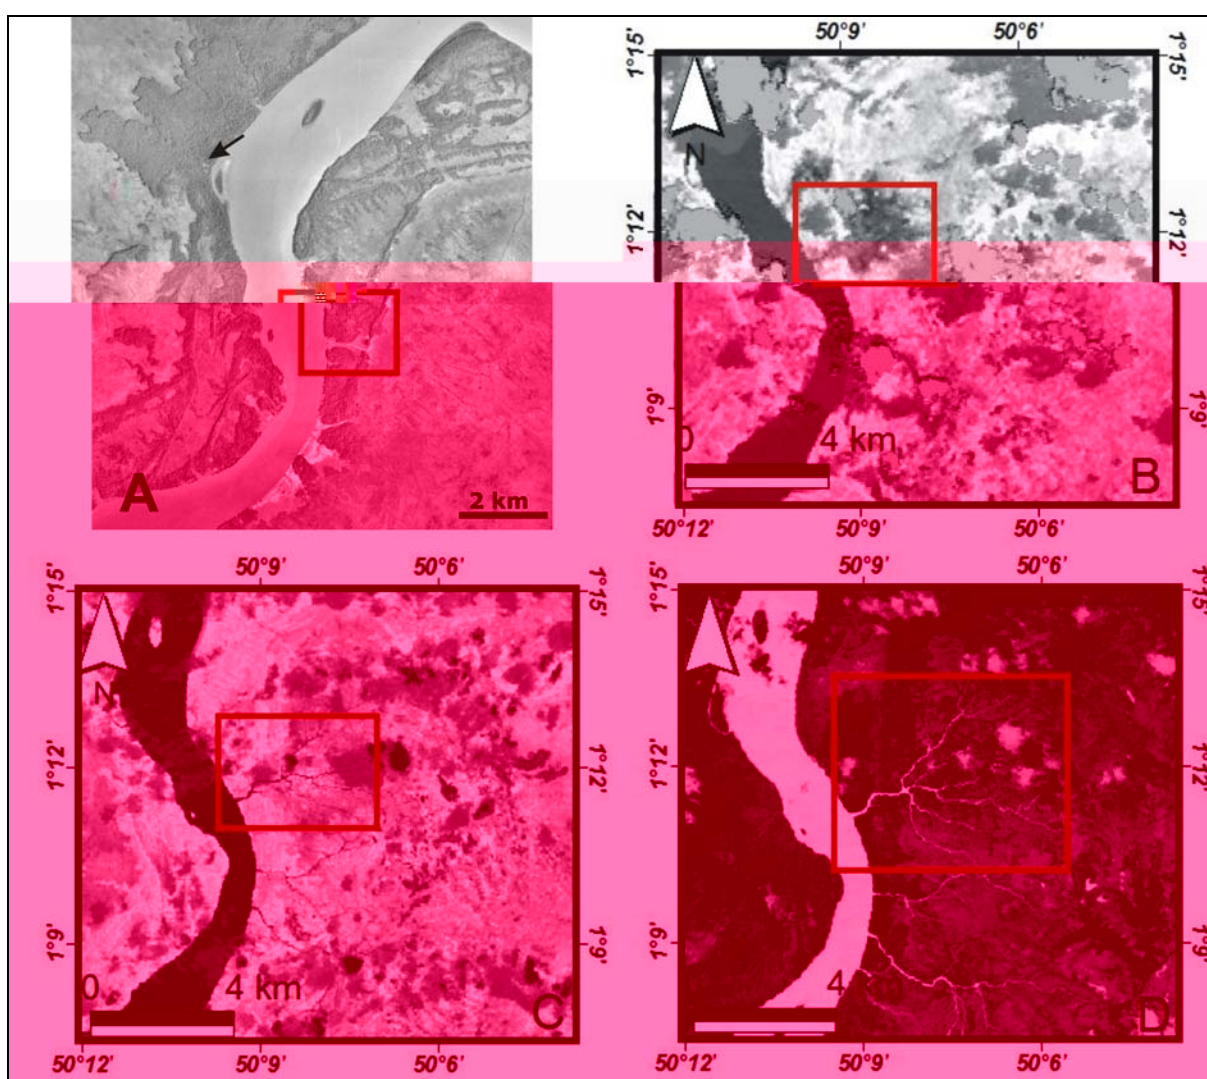 50°9' 50°6'
1°15' 1°15'
N
1°12' 1°12'
1°9' 1°9'
0 4 km
A B
2 km
50°12' 50°9' 50°6'
50°9' 50°6' 50°9' 50°6'
1°15' 1°15' 1°15' 1°15'
N
1°12' 1°12' 1°12' 1°12'
1°9' 1°9' 1°9' 1°9'
0 4 km C 4 km D
50°12' 50°9' 50°6' 50°12' 50°9' 50°6'